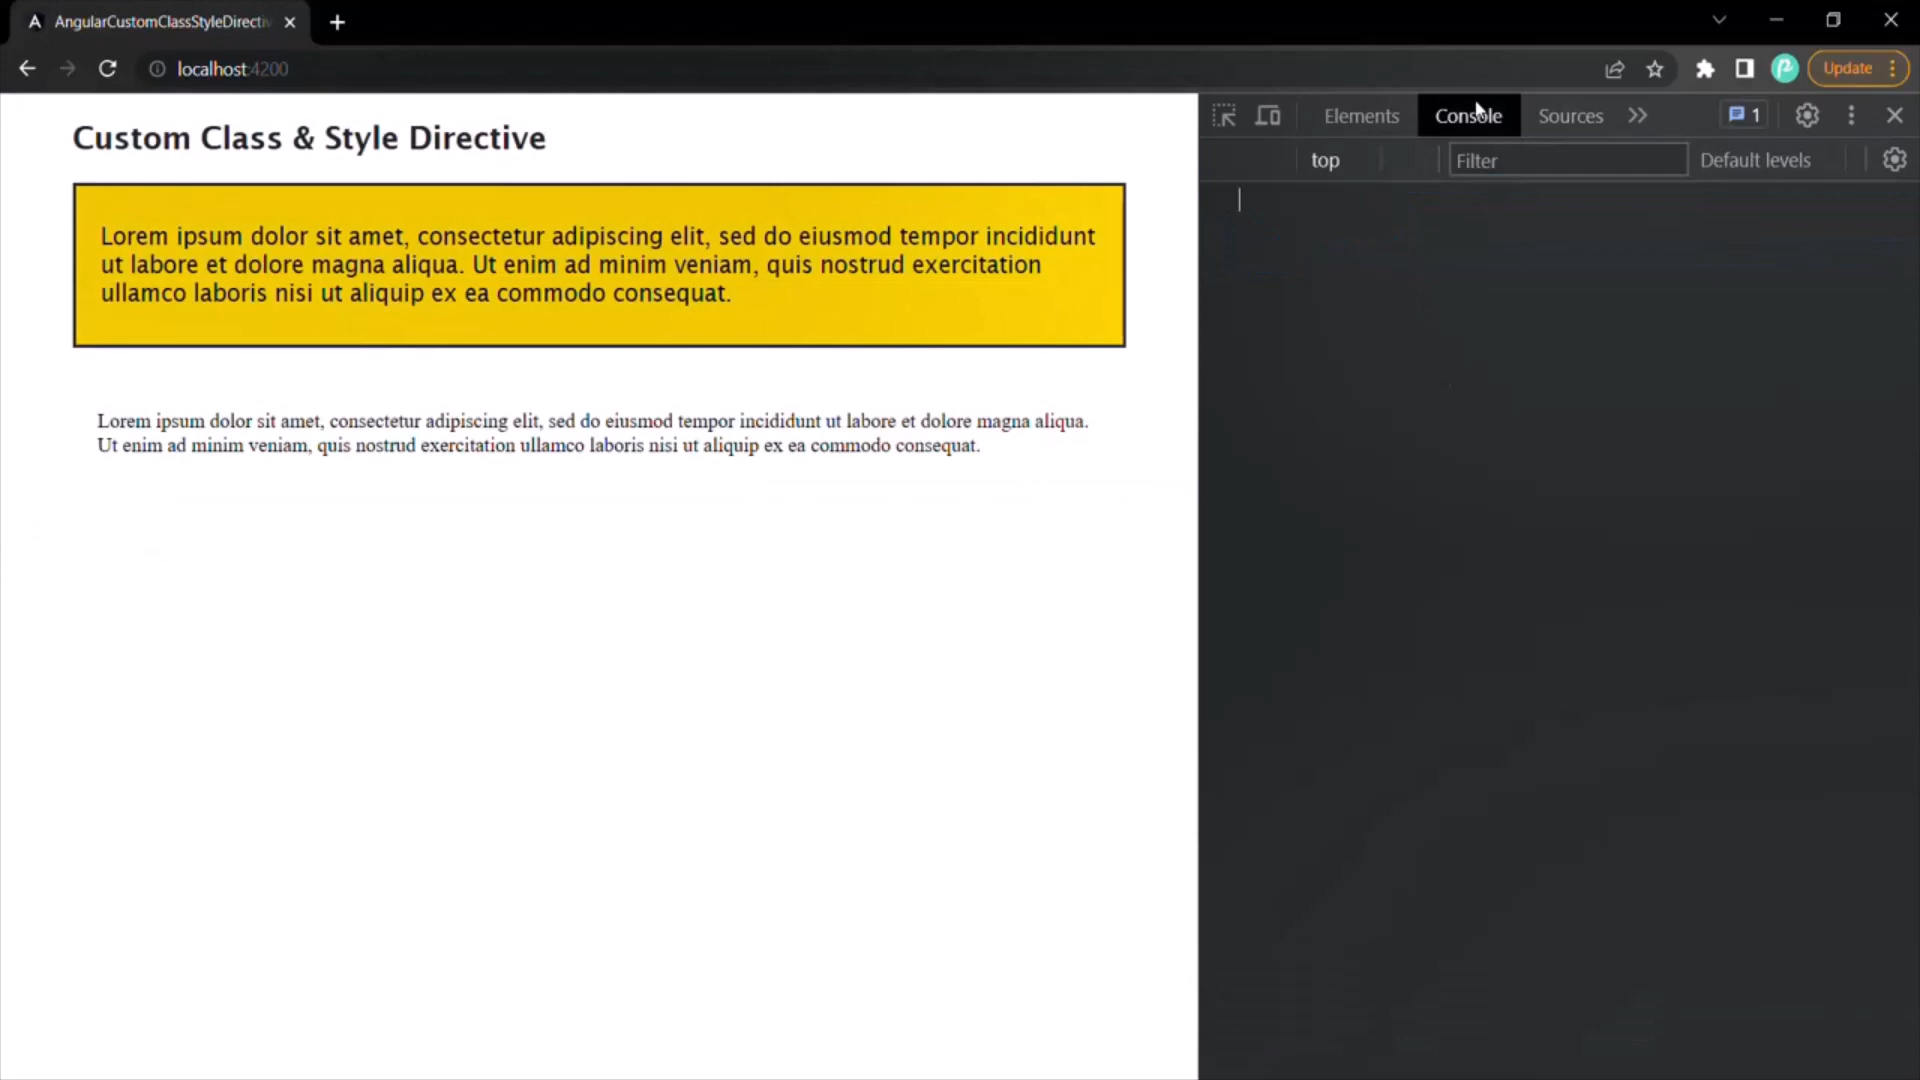 AngularCustomClassStyleDirecti
localhost:4200
Update
Custom Class & Style Directive
Lorem ipsum dolor sit amet, consectetur adipiscing elit, sed do eiusmod tempor incididunt
ut labore et dolore magna aliqua. Ut enim ad minim veniam, quis nostrud exercitation
ullamco laboris nisi ut aliquip ex ea commodo consequat.
Lorem ipsum dolor sit amet, consectetur adipiscing elit, sed do eiusmod tempor incididunt ut labore et dolore magna aliqua.
Ut enim ad minim veniam, quis nostrud exercitation ullamco laboris nisi ut aliquip ex ea commodo consequat.
Elements Console Sources 1
top Filter Default levels